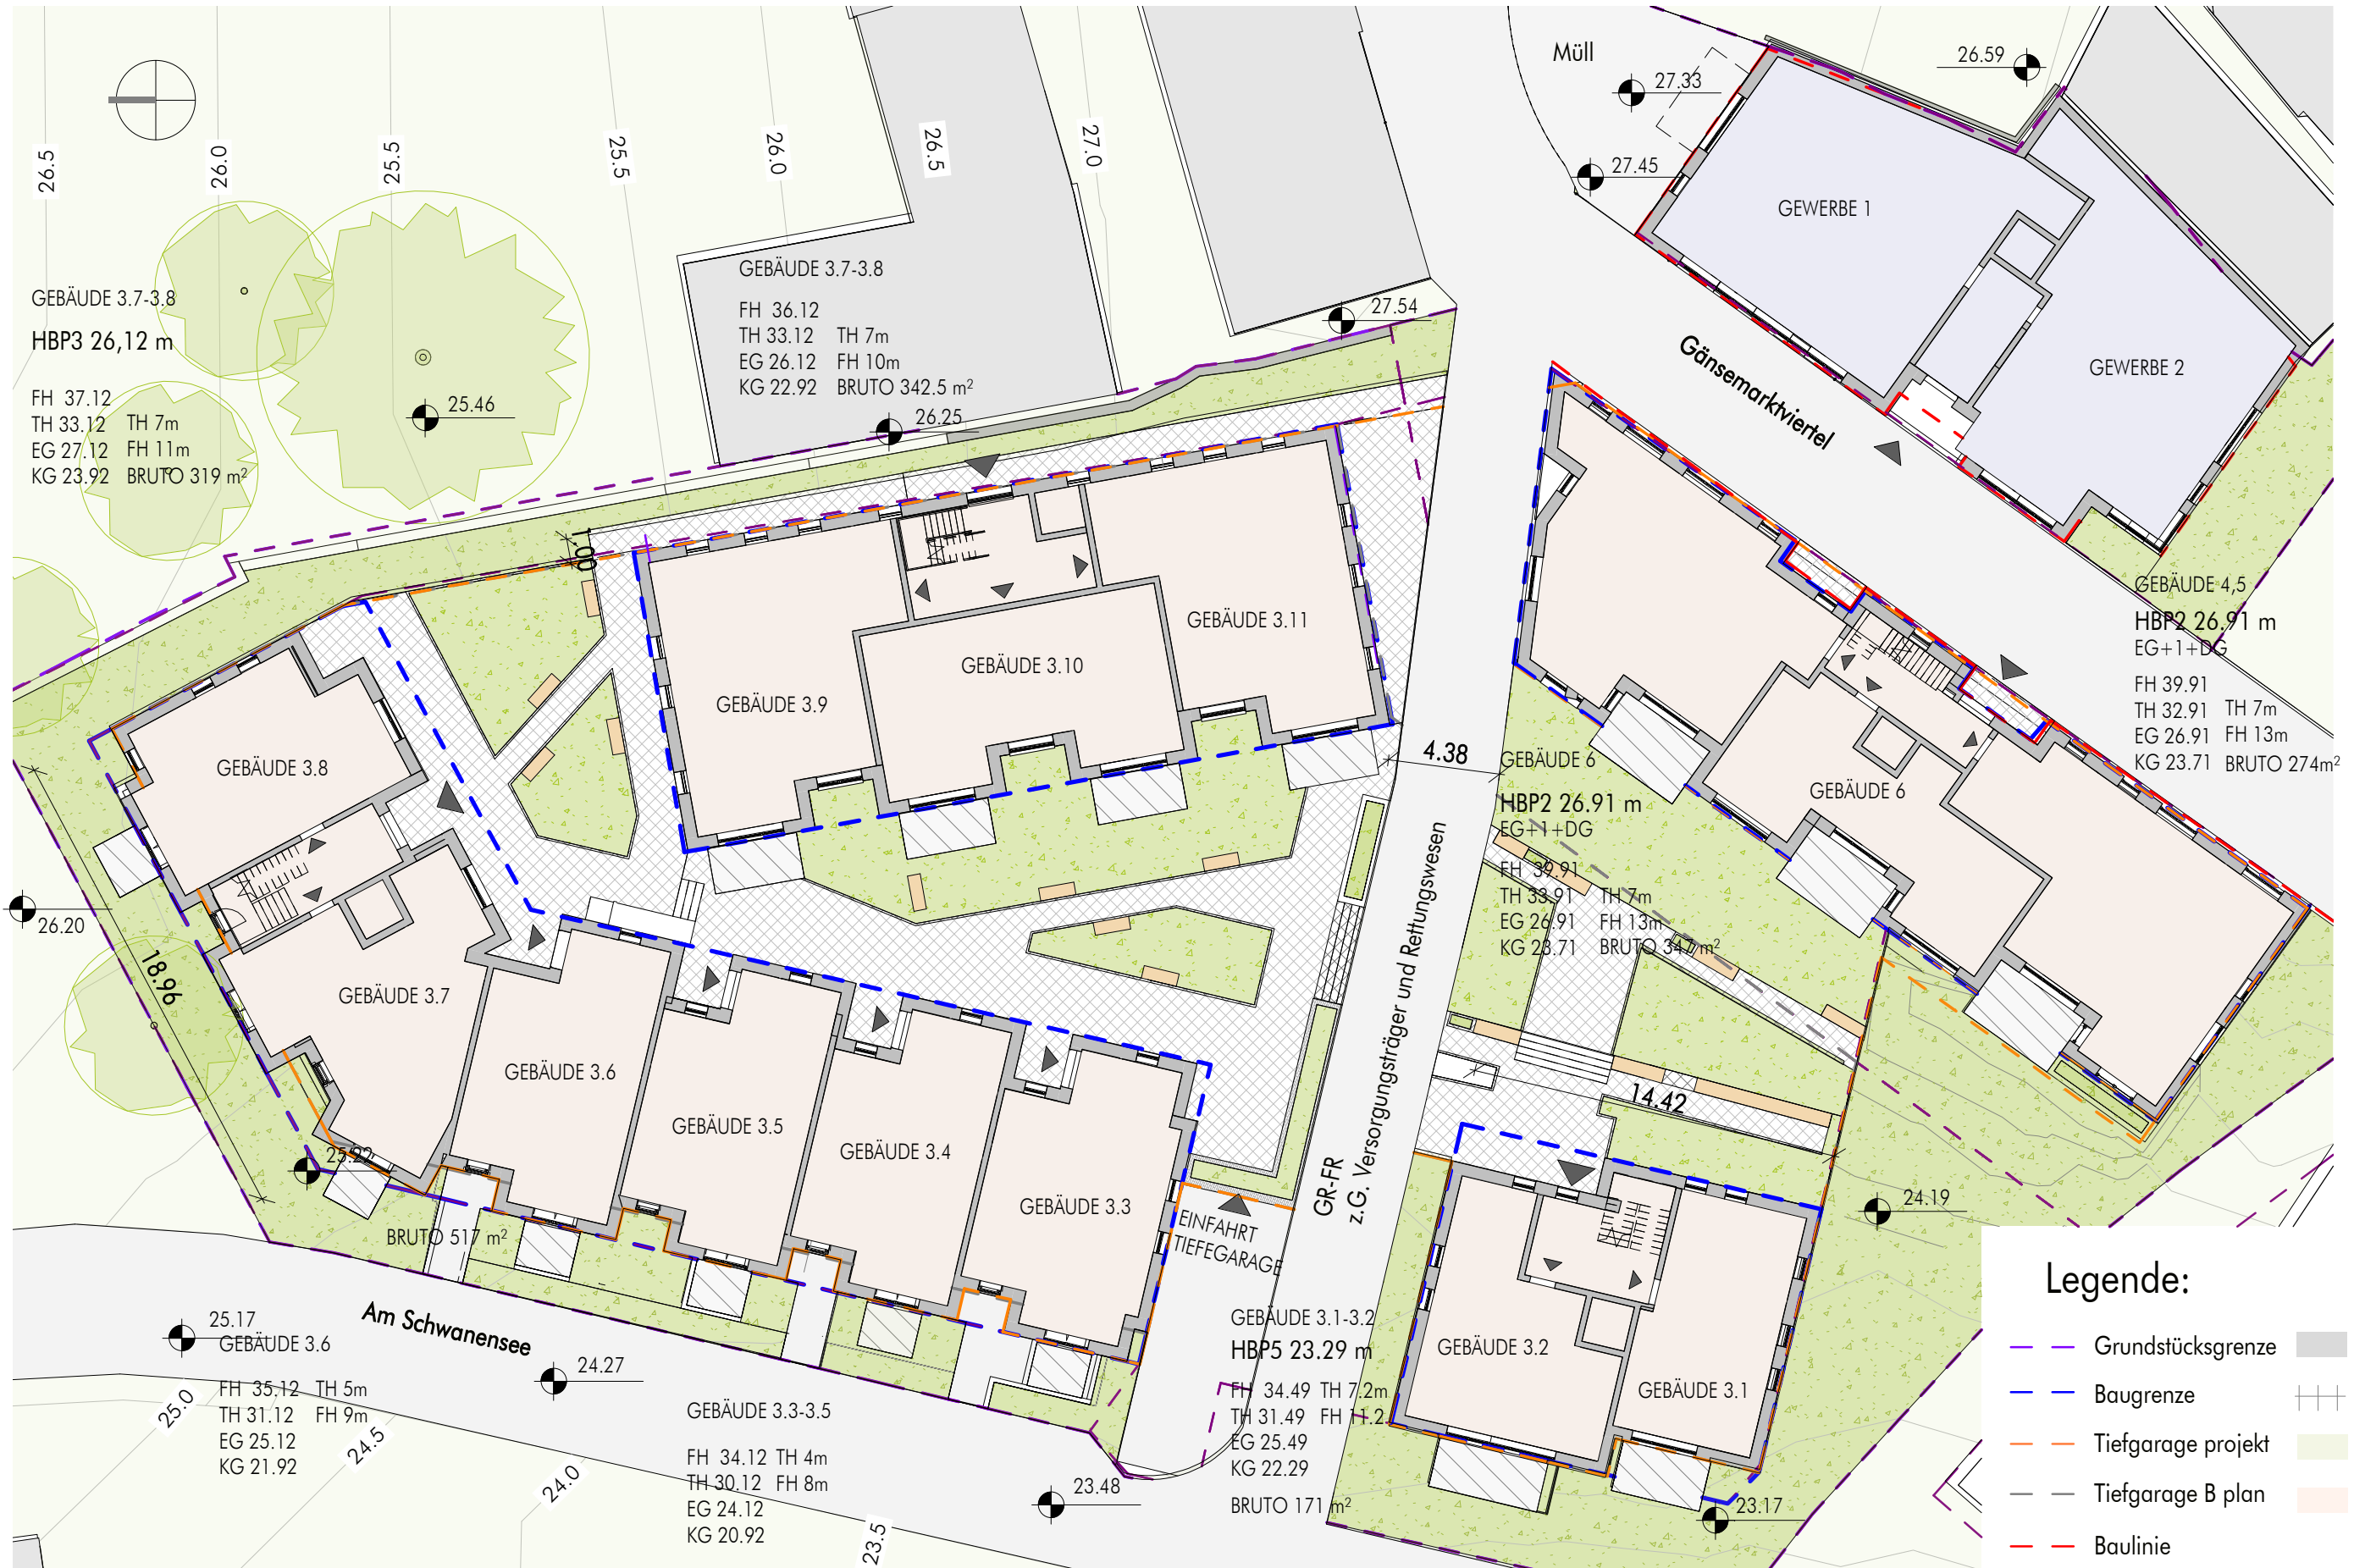 Müll
26.59
27.33
27.45
26.5
26.0
25.5
25.5
26.0
26.5
27.0
GEWERBE 1
GEWERBE 2
Gänsemarktviertel
GEBÄUDE 3.7-3.8
HBP3 26,12 m
FH 37.12
TH 33.12 TH 7m
EG 27.12 FH 11m
KG 23.92 BRUTO 319 m²
25.46
GEBÄUDE 3.7-3.8
FH 36.12
TH 33.12 TH 7m
EG 26.12 FH 10m
KG 22.92 BRUTO 342.5 m²
26.25
27.54
1.00
GEBÄUDE 3.11
GEBÄUDE 3.10
GEBÄUDE 3.9
GEBÄUDE 3.8
GEBÄUDE 3.7
GEBÄUDE 3.6
GEBÄUDE 3.5
GEBÄUDE 3.4
GEBÄUDE 3.3
26.20
18.96
25.22
BRUTO 517 m²
4.38
GEBÄUDE 4,5
HBP2 26.91 m
EG+1+DG
FH 39.91
TH 32.91 TH 7m
EG 26.91 FH 13m
KG 23.71 BRUTO 274m²
GEBÄUDE 6
GEBÄUDE 6
HBP2 26.91 m
EG+1+DG
FH 39.91
TH 33.91 TH 7m
EG 26.91 FH 13m
KG 23.71 BRUTO 347 m²
14.42
GR-FR
z.G. Versorgungsträger und Rettungswesen
EINFAHRT
TIEFEGARAGE
24.19
GEBÄUDE 3.2
GEBÄUDE 3.1
GEBÄUDE 3.1-3.2
HBP5 23.29 m
FH 34.49 TH 7.2m
TH 31.49 FH 11.2
EG 25.49
KG 22.29
BRUTO 171 m²
23.17
Am Schwanensee
25.17
GEBÄUDE 3.6
FH 35.12 TH 5m
TH 31.12 FH 9m
EG 25.12
KG 21.92
24.27
GEBÄUDE 3.3-3.5
FH 34.12 TH 4m
TH 30.12 FH 8m
EG 24.12
KG 20.92
23.48
25.0
24.5
24.0
23.5
Legende:
Grundstücksgrenze
Baugrenze
Tiefgarage projekt
Tiefgarage B plan
Baulinie